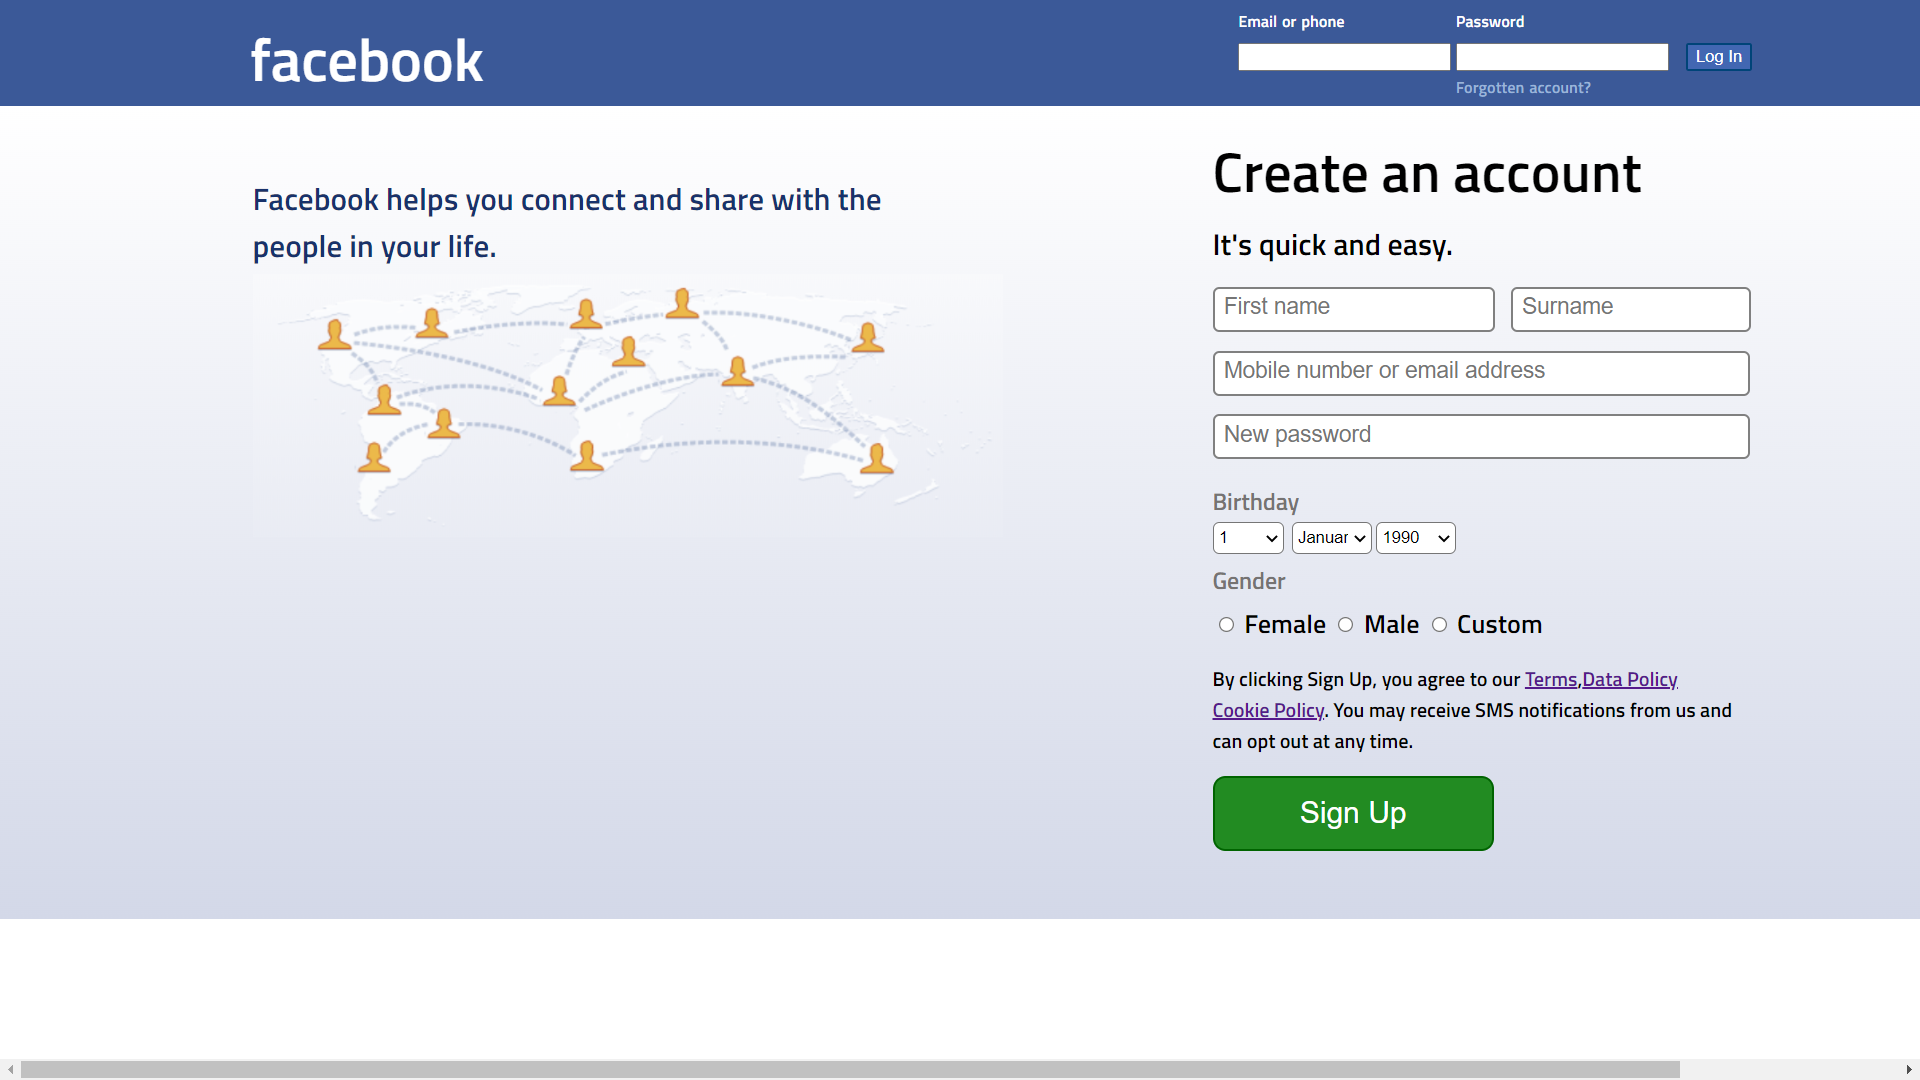 facebook
Email or phone
Password
Log In
Forgotten account?
Facebook helps you connect and share with the
people in your life.
Create an account
It's quick and easy.
First name
Surname
Mobile number or email address
New password
Birthday
1
Januar
1990
Gender
Female
Male
Custom
By clicking Sign Up, you agree to our Terms,Data Policy
Cookie Policy. You may receive SMS notifications from us and
can opt out at any time.
Sign Up